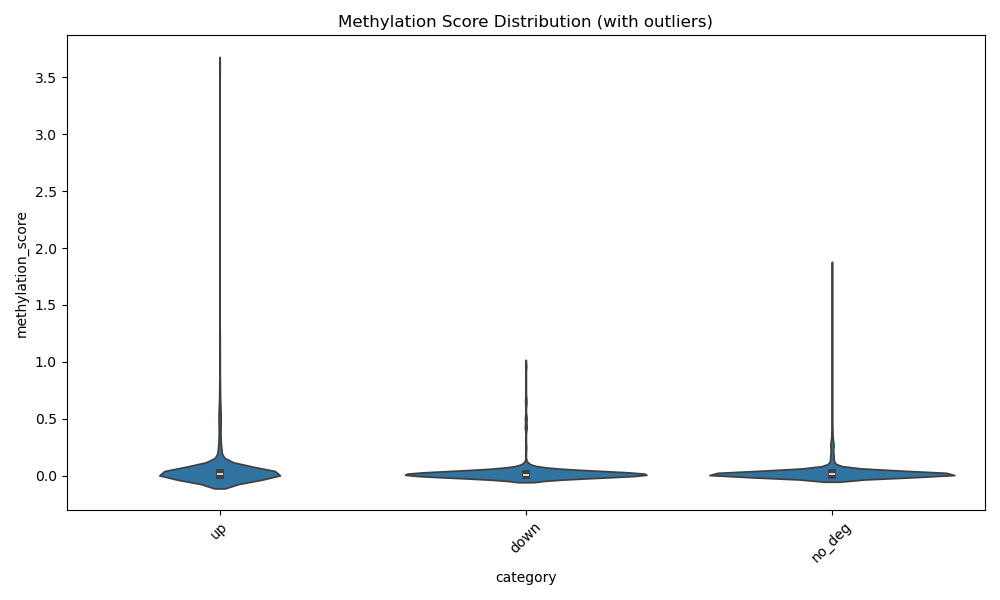 Methylation Score Distribution (with outliers)
methylation_score
3.5
3.0
2.5
2.0
1.5
1.0
0.5
0.0
up
down
no_deg
category